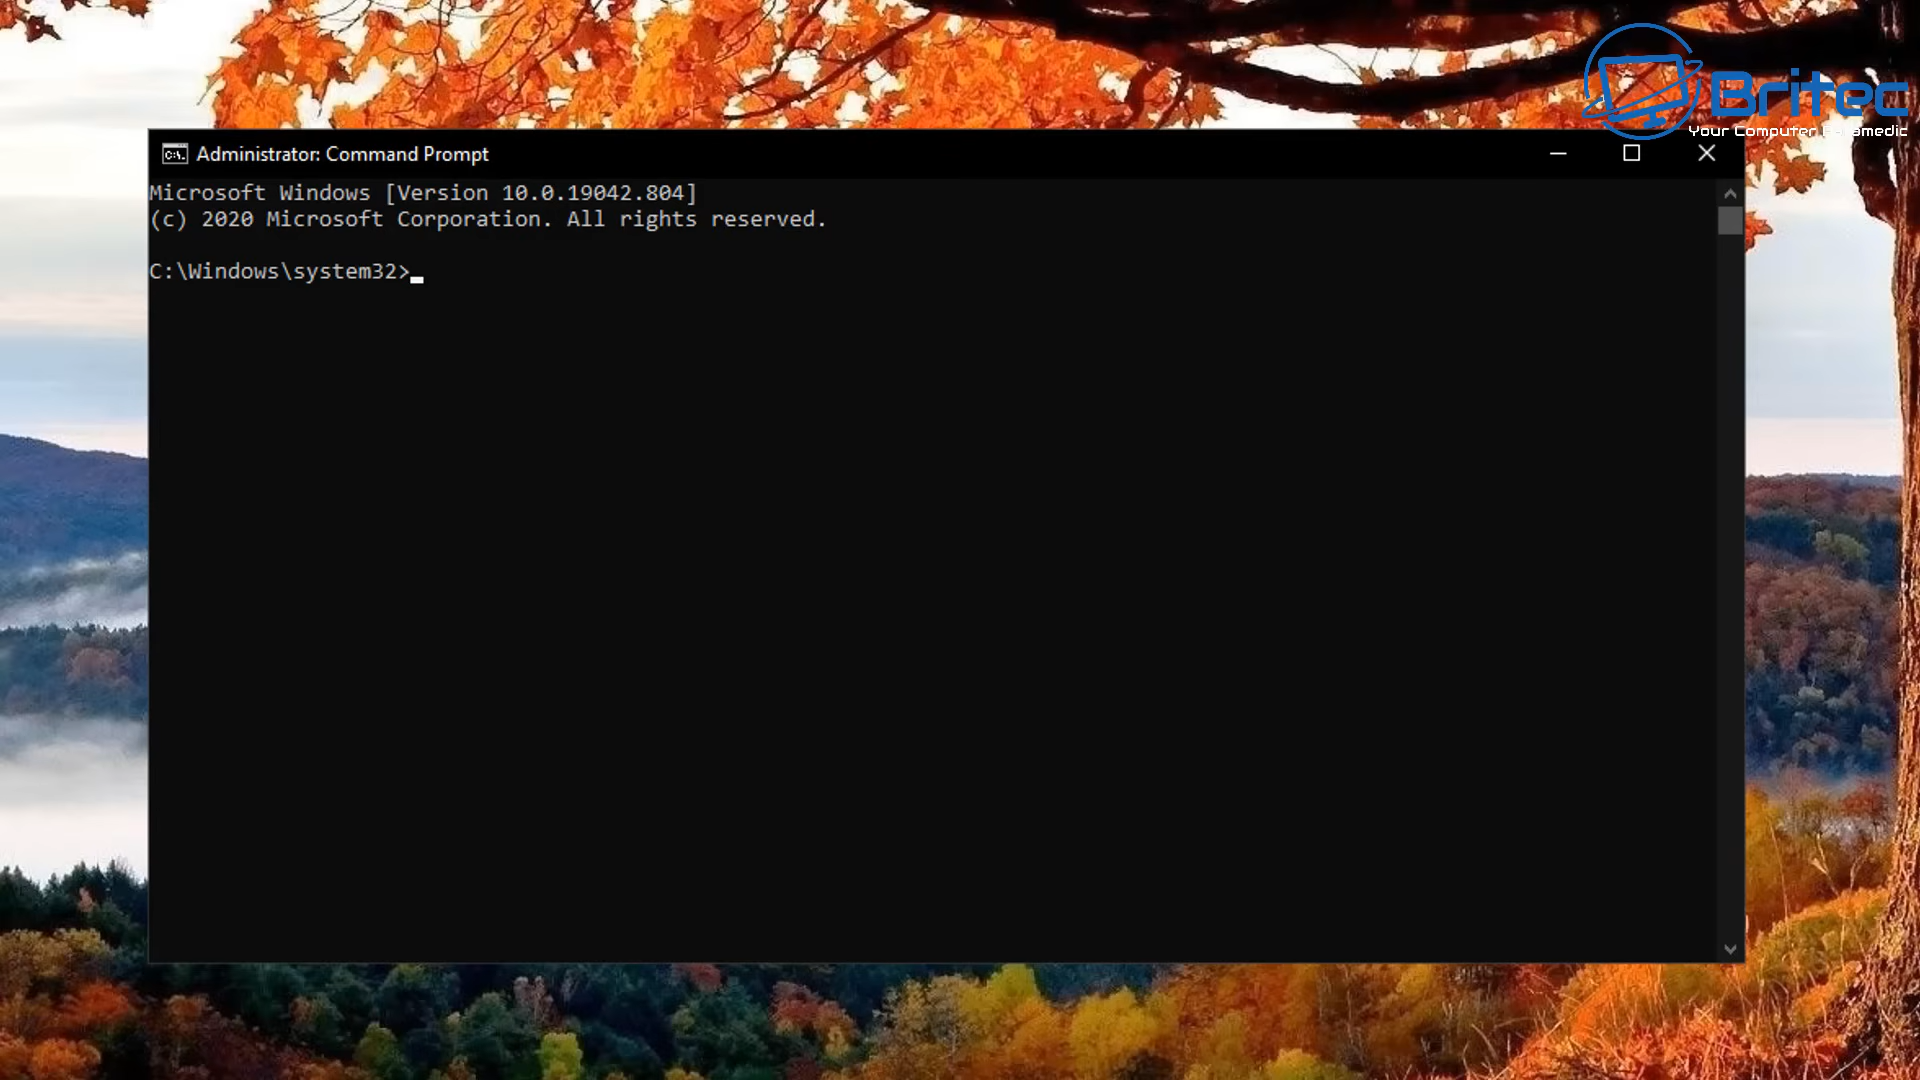 Britec
Your Computer Paramedic
C:\.
Administrator: Command Prompt
Microsoft Windows [Version 10.0.19042.804]
(c) 2020 Microsoft Corporation. All rights reserved.
C:\Windows\system32>